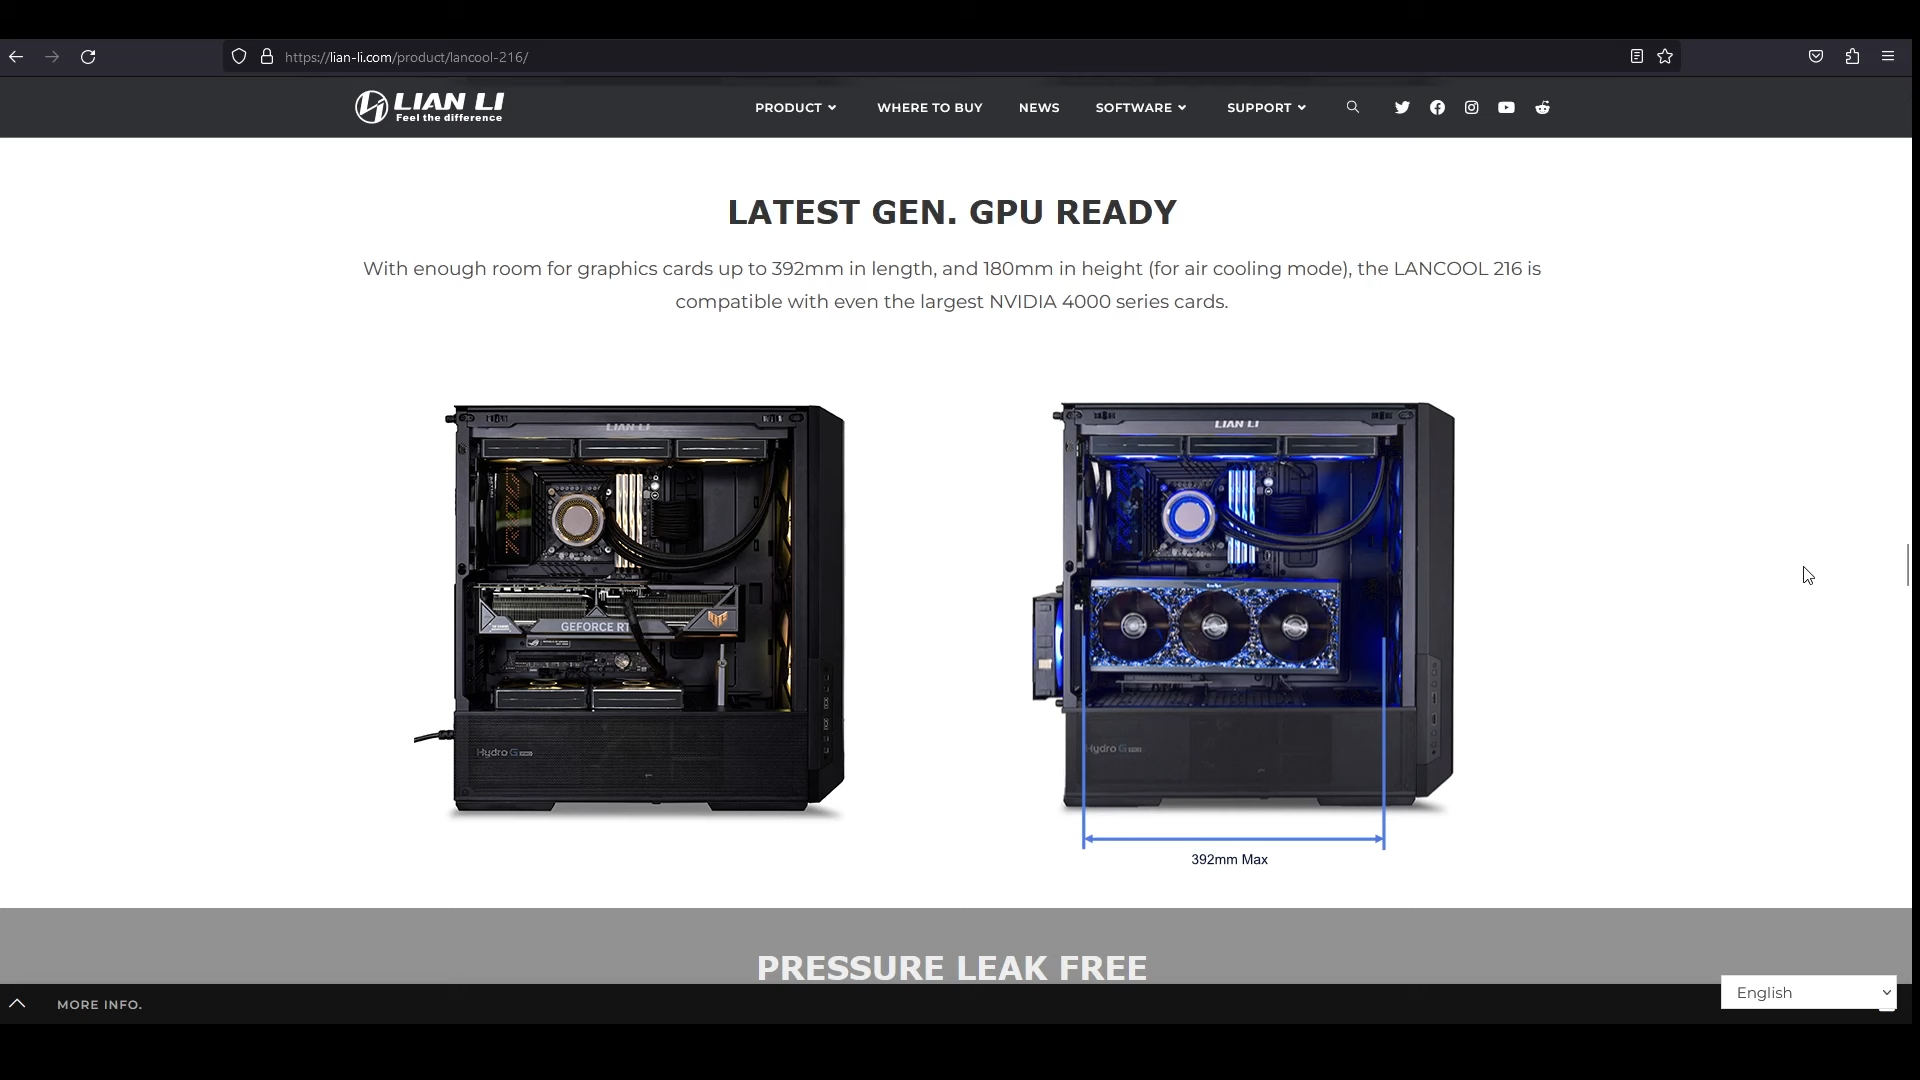 https://lian-li.com/product/lancool-216/
LIAN LI
Feel the difference
PRODUCT
WHERE TO BUY
NEWS
SOFTWARE
SUPPORT
LATEST GEN. GPU READY
With enough room for graphics cards up to 392mm in length, and 180mm in height (for air cooling mode), the LANCOOL 216 is
compatible with even the largest NVIDIA 4000 series cards.
LIAN LI
GEFORCE RT
Hydro G
LIAN LI
Hydro G
392mm Max
PRESSURE LEAK FREE
MORE INFO.
English